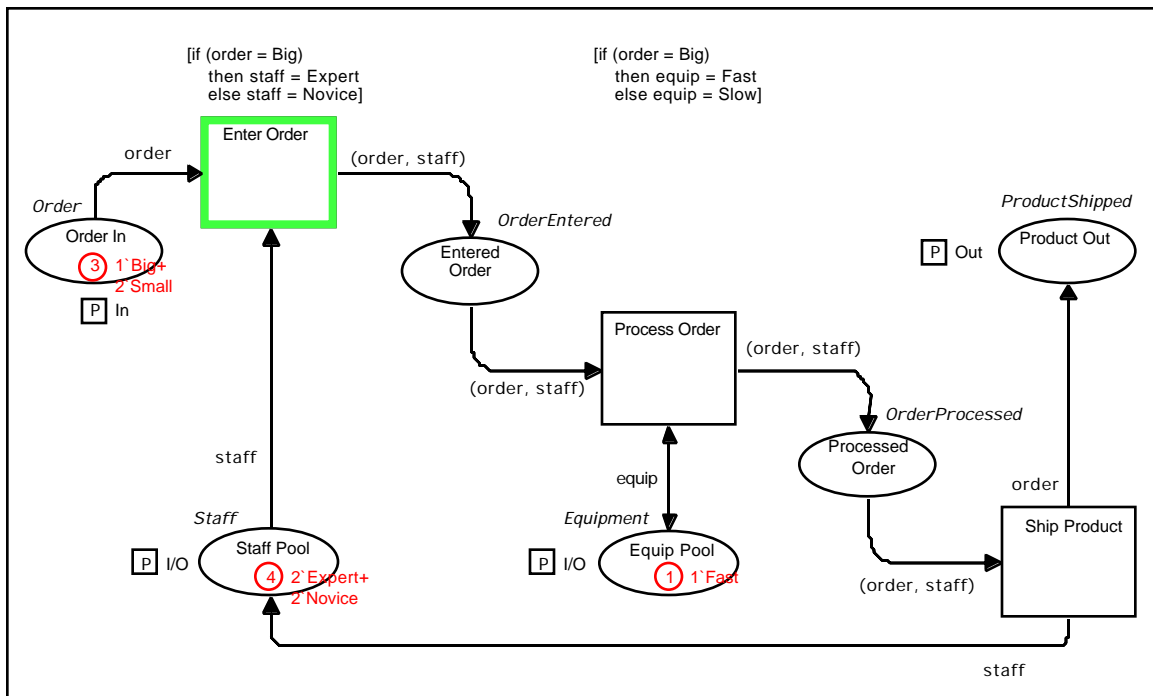 [if (order = Big)
then staff = Expert
else staff = Novice]
[if (order = Big)
then equip = Fast
else equip = Slow]
Enter Order
order
(order, staff)
Order
Order In
3 1`Big+
2`Small
P In
OrderEntered
Entered
Order
ProductShipped
Product Out
P Out
Process Order
(order, staff)
(order, staff)
OrderProcessed
Processed
Order
staff
equip
order
Staff
Staff Pool
P I/O
4 2`Expert+
2`Novice
Equipment
Equip Pool
P I/O
1 1`Fast
Ship Product
(order, staff)
staff